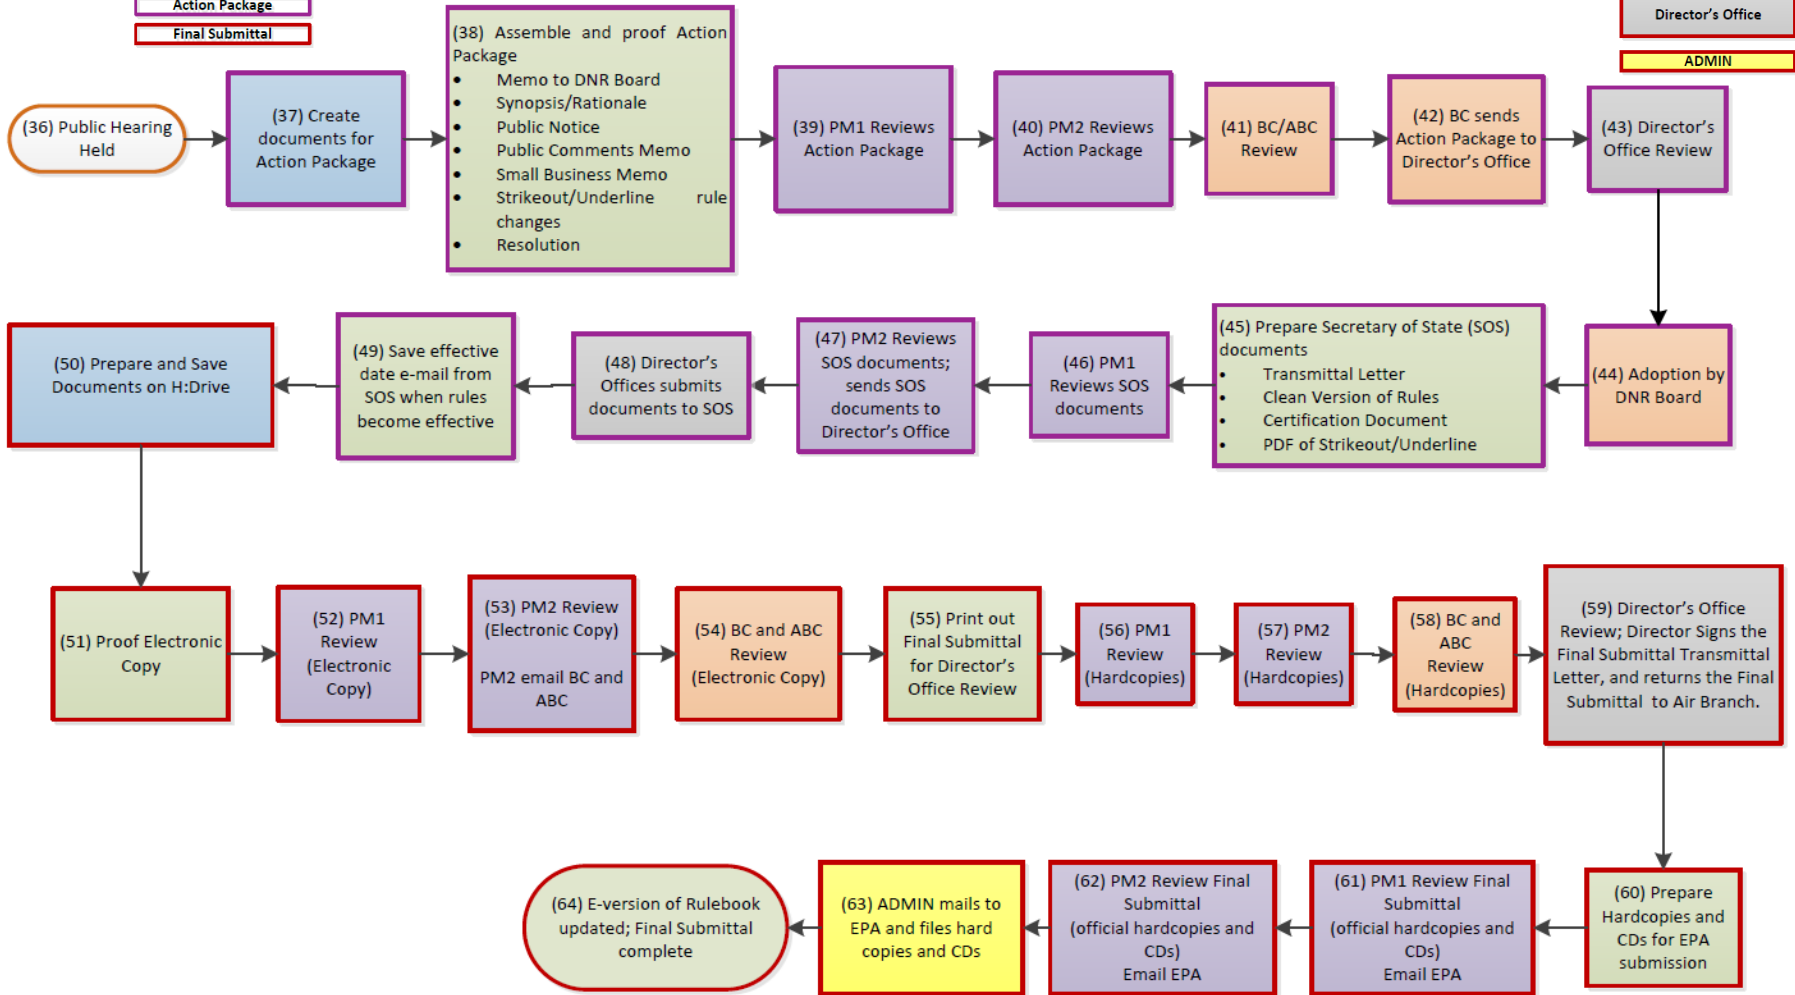 Action Package
Final Submittal
Director's Office
ADMIN
(36) Public Hearing
Held
(37) Create
documents for
Action Package
(38) Assemble and proof Action
Package
• Memo to DNR Board
• Synopsis/Rationale
• Public Notice
• Public Comments Memo
• Small Business Memo
• Strikeout/Underline rule
changes
• Resolution
(39) PM1 Reviews
Action Package
(40) PM2 Reviews
Action Package
(41) BC/ABC
Review
(42) BC sends
Action Package to
Director's Office
(43) Director's
Office Review
(44) Adoption by
DNR Board
(45) Prepare Secretary of State (SOS)
documents
• Transmittal Letter
• Clean Version of Rules
• Certification Document
• PDF of Strikeout/Underline
(46) PM1
Reviews SOS
documents
(47) PM2 Reviews
SOS documents;
sends SOS
documents to
Director's Office
(48) Director's
Offices submits
documents to SOS
(49) Save effective
date e-mail from
SOS when rules
become effective
(50) Prepare and Save
Documents on H:Drive
(51) Proof Electronic
Copy
(52) PM1
Review
(Electronic
Copy)
(53) PM2 Review
(Electronic Copy)
PM2 email BC and
ABC
(54) BC and ABC
Review
(Electronic Copy)
(55) Print out
Final Submittal
for Director's
Office Review
(56) PM1
Review
(Hardcopies)
(57) PM2
Review
(Hardcopies)
(58) BC and
ABC
Review
(Hardcopies)
(59) Director's Office
Review; Director Signs the
Final Submittal Transmittal
Letter, and returns the Final
Submittal to Air Branch.
(60) Prepare
Hardcopies and
CDs for EPA
submission
(61) PM1 Review Final
Submittal
(official hardcopies and
CDs)
Email EPA
(62) PM2 Review Final
Submittal
(official hardcopies and
CDs)
Email EPA
(63) ADMIN mails to
EPA and files hard
copies and CDs
(64) E-version of Rulebook
updated; Final Submittal
complete